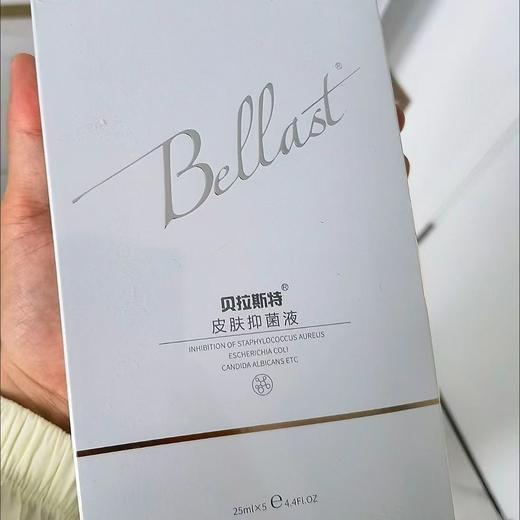 Bellast®
贝拉斯特®
皮肤抑菌液
INHIBITION OF STAPHYLOCOCCUS AUREUS
ESCHERICHIA COLI
CANDIDA ALBICANS ETC
25ml×5 ℮ 4.4Fl.OZ